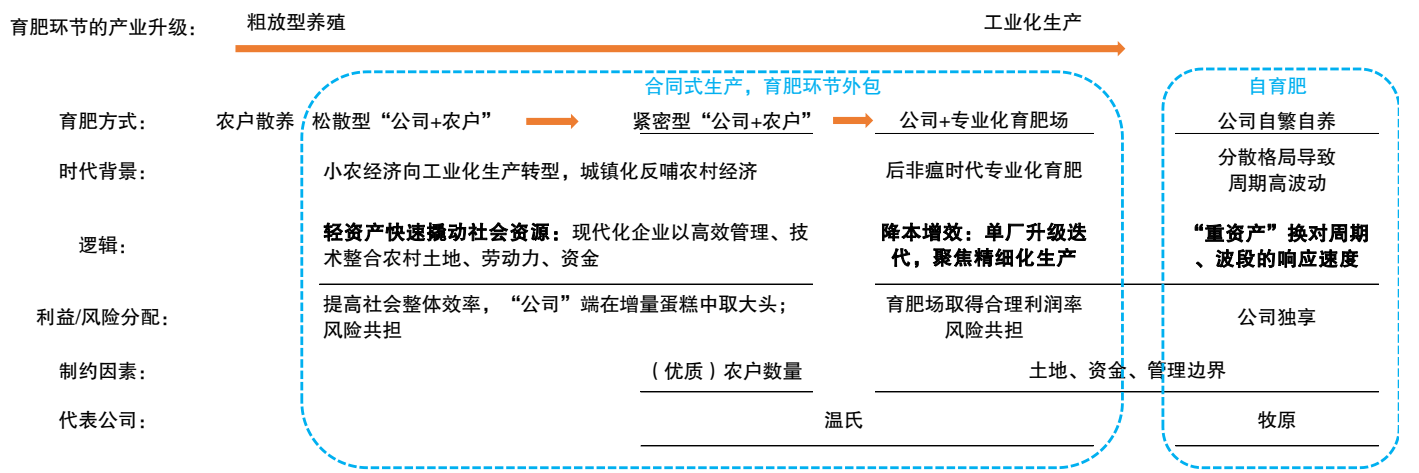 育肥环节的产业升级: 粗放型养殖 工业化生产
合同式生产，育肥环节外包 自育肥
育肥方式: 农户散养 松散型“公司+农户” 紧密型“公司+农户” 公司+专业化育肥场 公司自繁自养
时代背景: 小农经济向工业化生产转型，城镇化反哺农村经济 后非瘟时代专业化育肥 分散格局导致
周期高波动
逻辑: 轻资产快速撬动社会资源：现代化企业以高效管理、技
术整合农村土地、劳动力、资金
降本增效：单厂升级迭
代，聚焦精细化生产
“重资产”换对周期
、波段的响应速度
利益/风险分配: 提高社会整体效率，“公司”端在增量蛋糕中取大头；
风险共担
育肥场取得合理利润率
风险共担
公司独享
制约因素: （优质）农户数量 土地、资金、管理边界
代表公司: 温氏 牧原